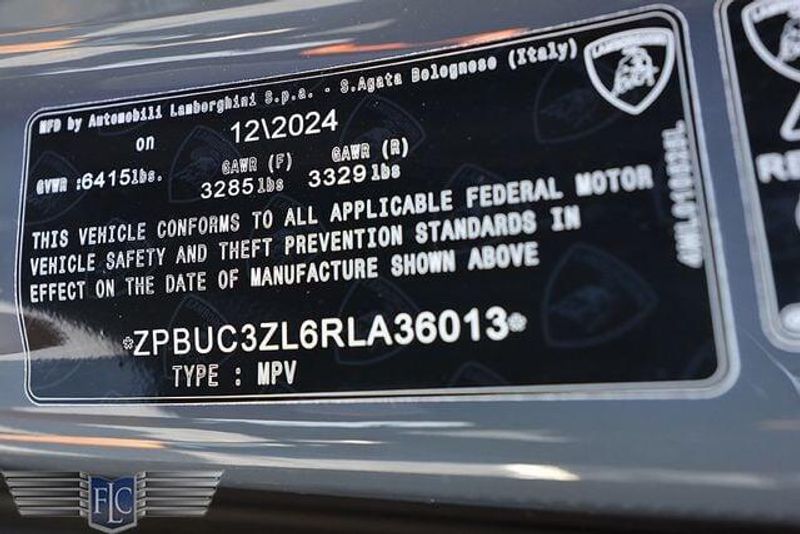 MFD by Automobili Lamborghini S.p.a. - S.Agata Bolognese (Italy)
on 12\2024
GVWR :6415lbs. GAWR (F) 3285lbs GAWR (R) 3329lbs
THIS VEHICLE CONFORMS TO ALL APPLICABLE FEDERAL MOTOR
VEHICLE SAFETY AND THEFT PREVENTION STANDARDS IN
EFFECT ON THE DATE OF MANUFACTURE SHOWN ABOVE
*ZPBUC3ZL6RLA36013*
TYPE : MPV
LAMBORGHINI
FLC